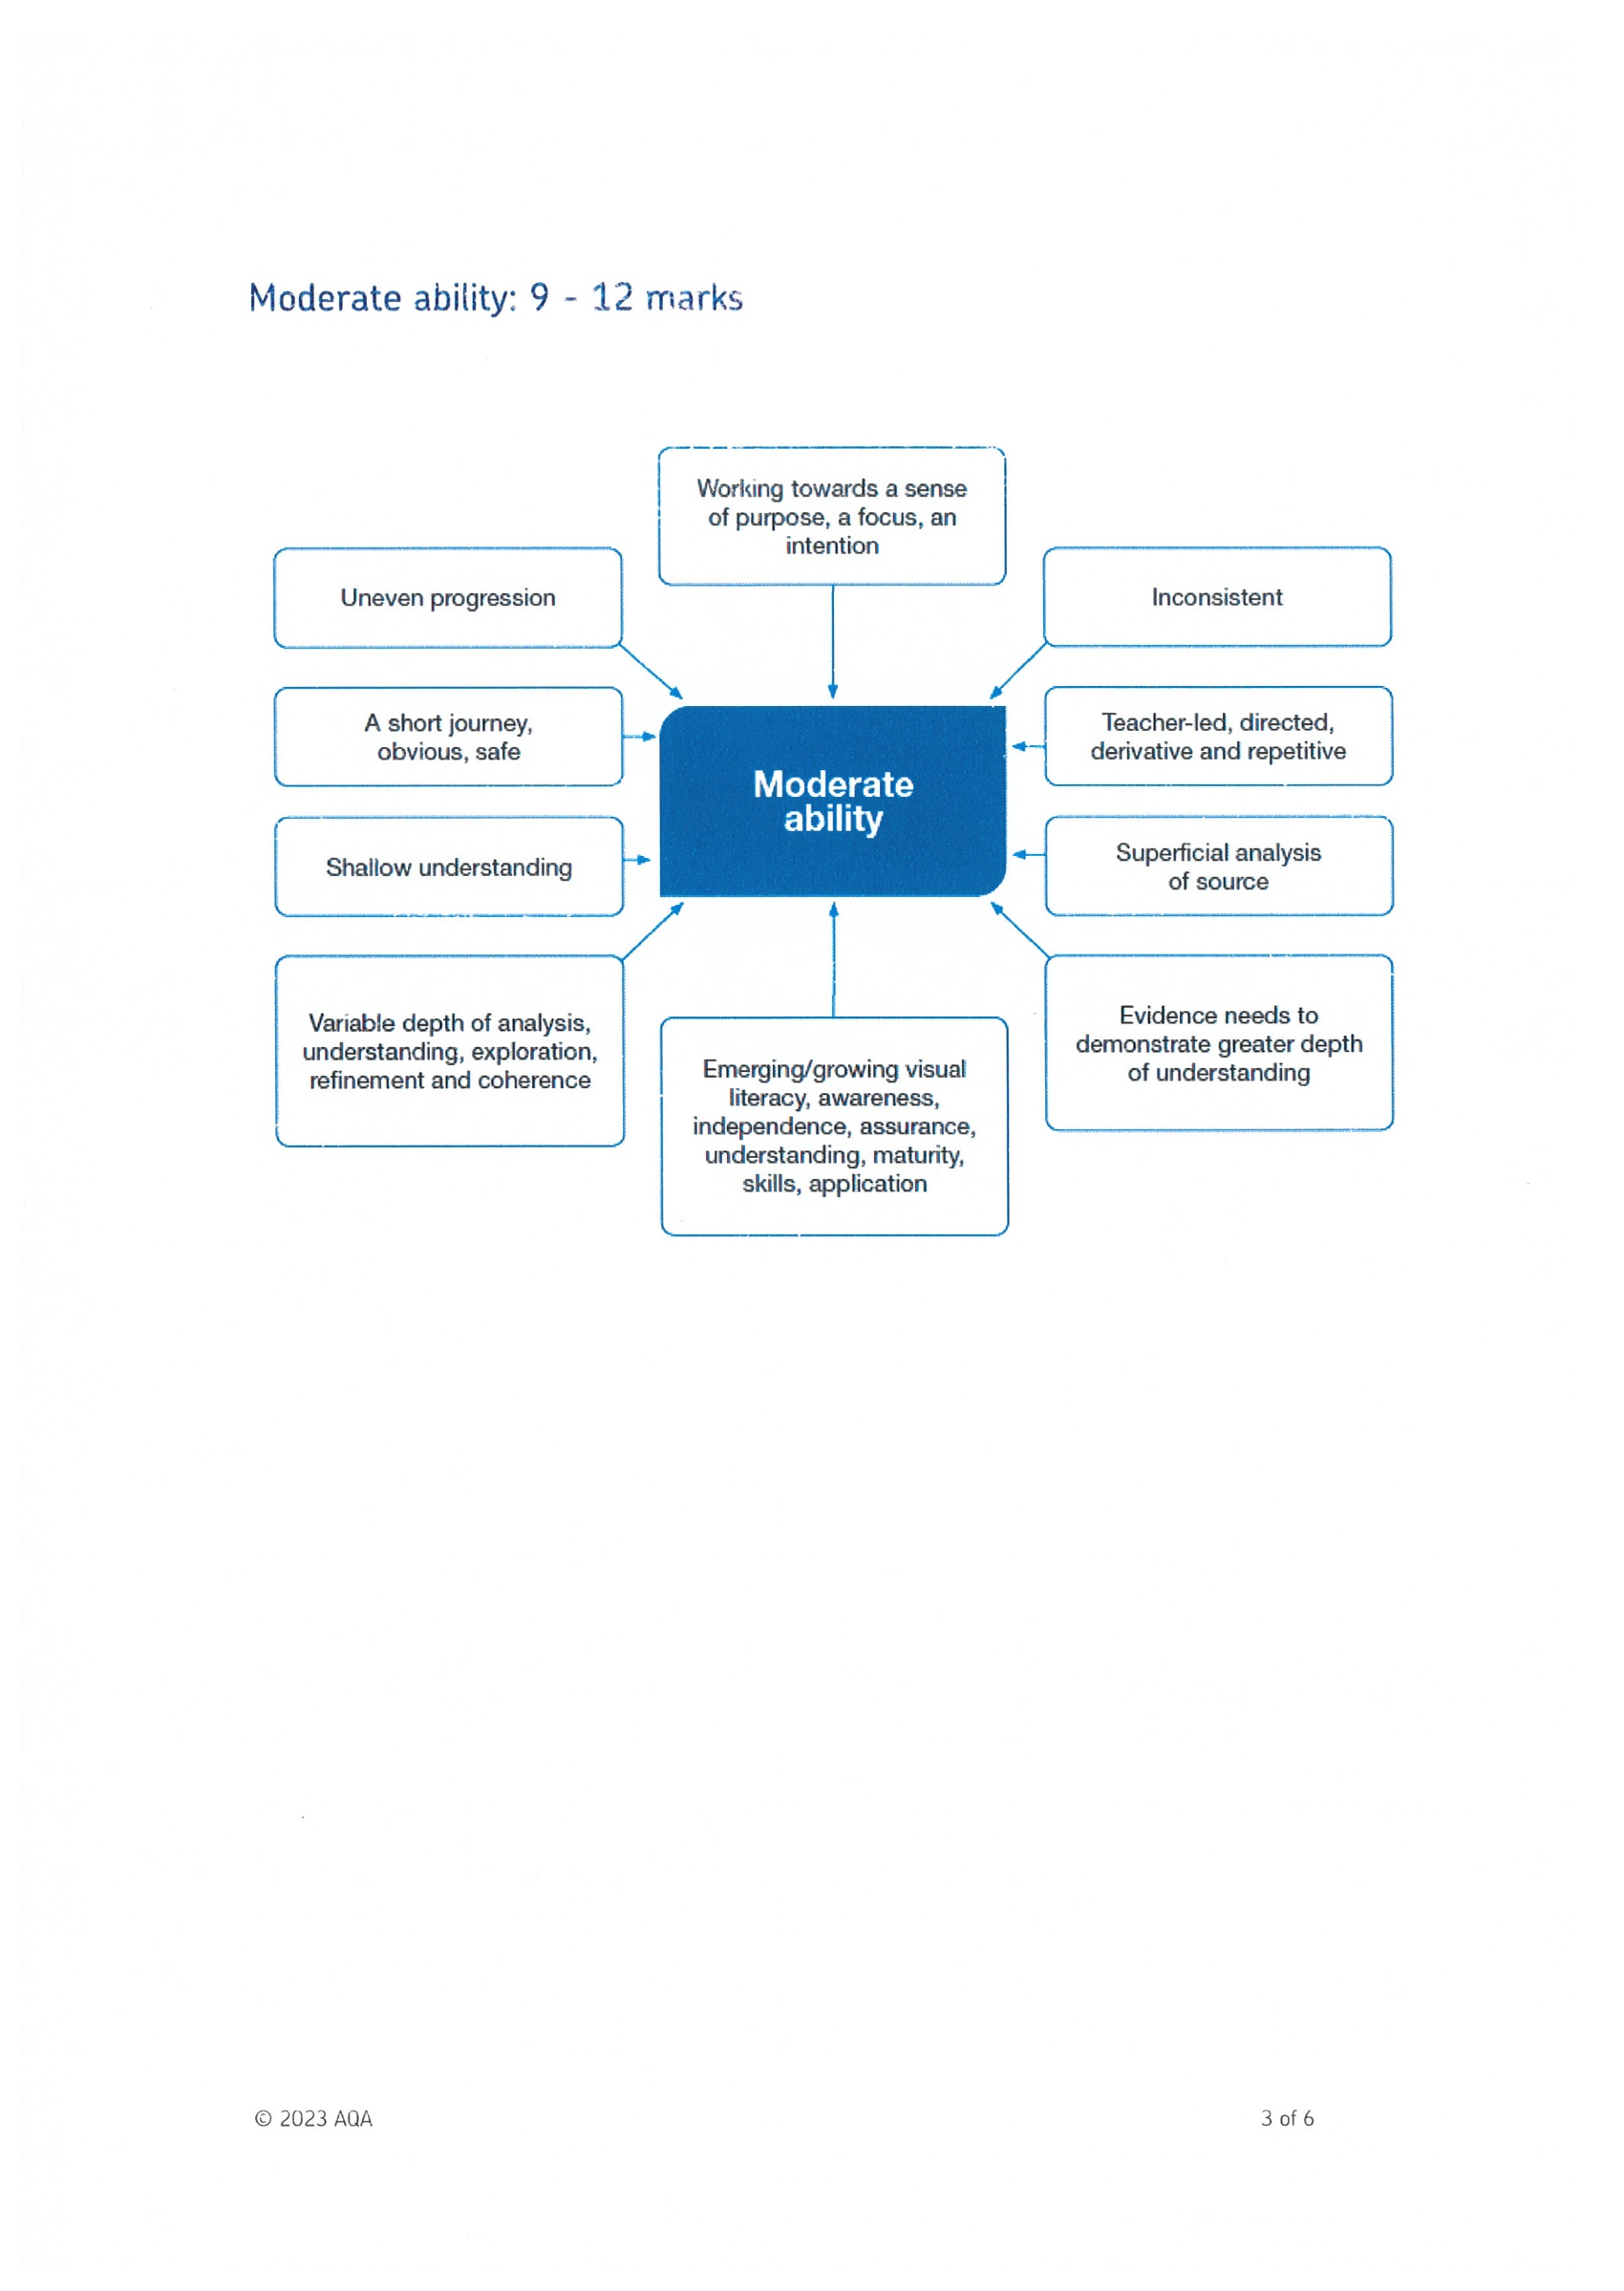 Moderate ability: 9 - 12 marks
Working towards a sense
of purpose, a focus, an
intention
Uneven progression
Inconsistent
A short journey,
obvious, safe
Teacher-led, directed,
derivative and repetitive
Moderate
ability
Shallow understanding
Superficial analysis
of source
Variable depth of analysis,
understanding, exploration,
refinement and coherence
Emerging/growing visual
literacy, awareness,
independence, assurance,
understanding, maturity,
skills, application
Evidence needs to
demonstrate greater depth
of understanding
© 2023 AQA
3 of 6